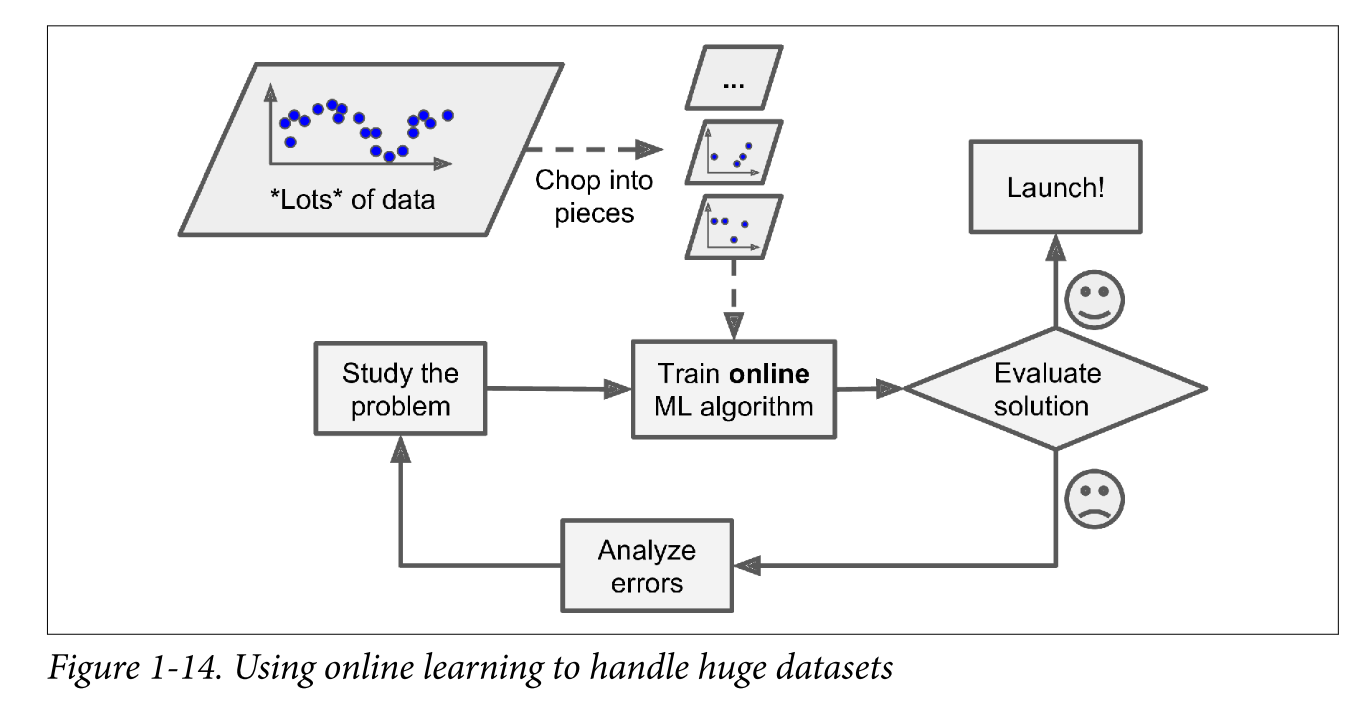 *Lots* of data
Chop into
pieces
...
Launch!
Study the
problem
Train online
ML algorithm
Evaluate
solution
Analyze
errors
Figure 1-14. Using online learning to handle huge datasets